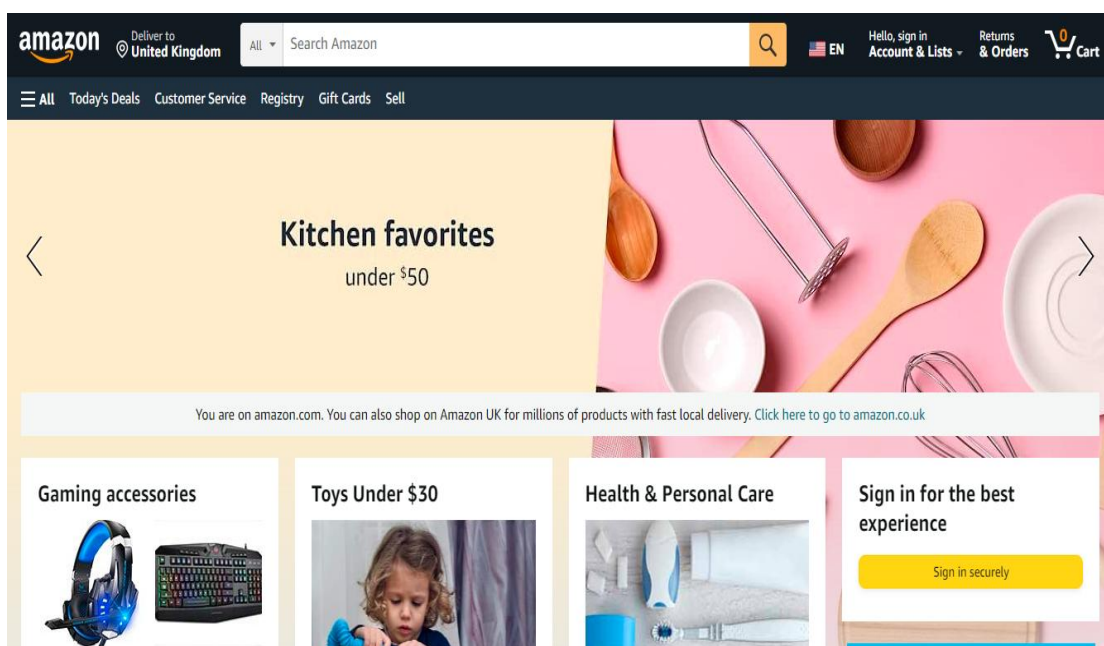 amazon
Deliver to
United Kingdom
All
Search Amazon
EN
Hello, sign in
Account & Lists
Returns
& Orders
0
Cart
All
Today's Deals
Customer Service
Registry
Gift Cards
Sell
Kitchen favorites
under $50
You are on amazon.com. You can also shop on Amazon UK for millions of products with fast local delivery. Click here to go to amazon.co.uk
Gaming accessories
Toys Under $30
Health & Personal Care
Sign in for the best
experience
Sign in securely